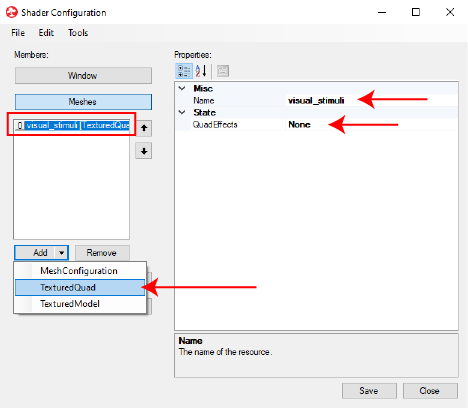 Shader Configuration
File Edit Tools
Members:
Properties:
Window
Meshes
0 visual_stimuli [TexturedQua
Misc
Name visual_stimuli
State
QuadEffects None
Add Remove
MeshConfiguration
TexturedQuad
TexturedModel
Name
The name of the resource.
Save Close